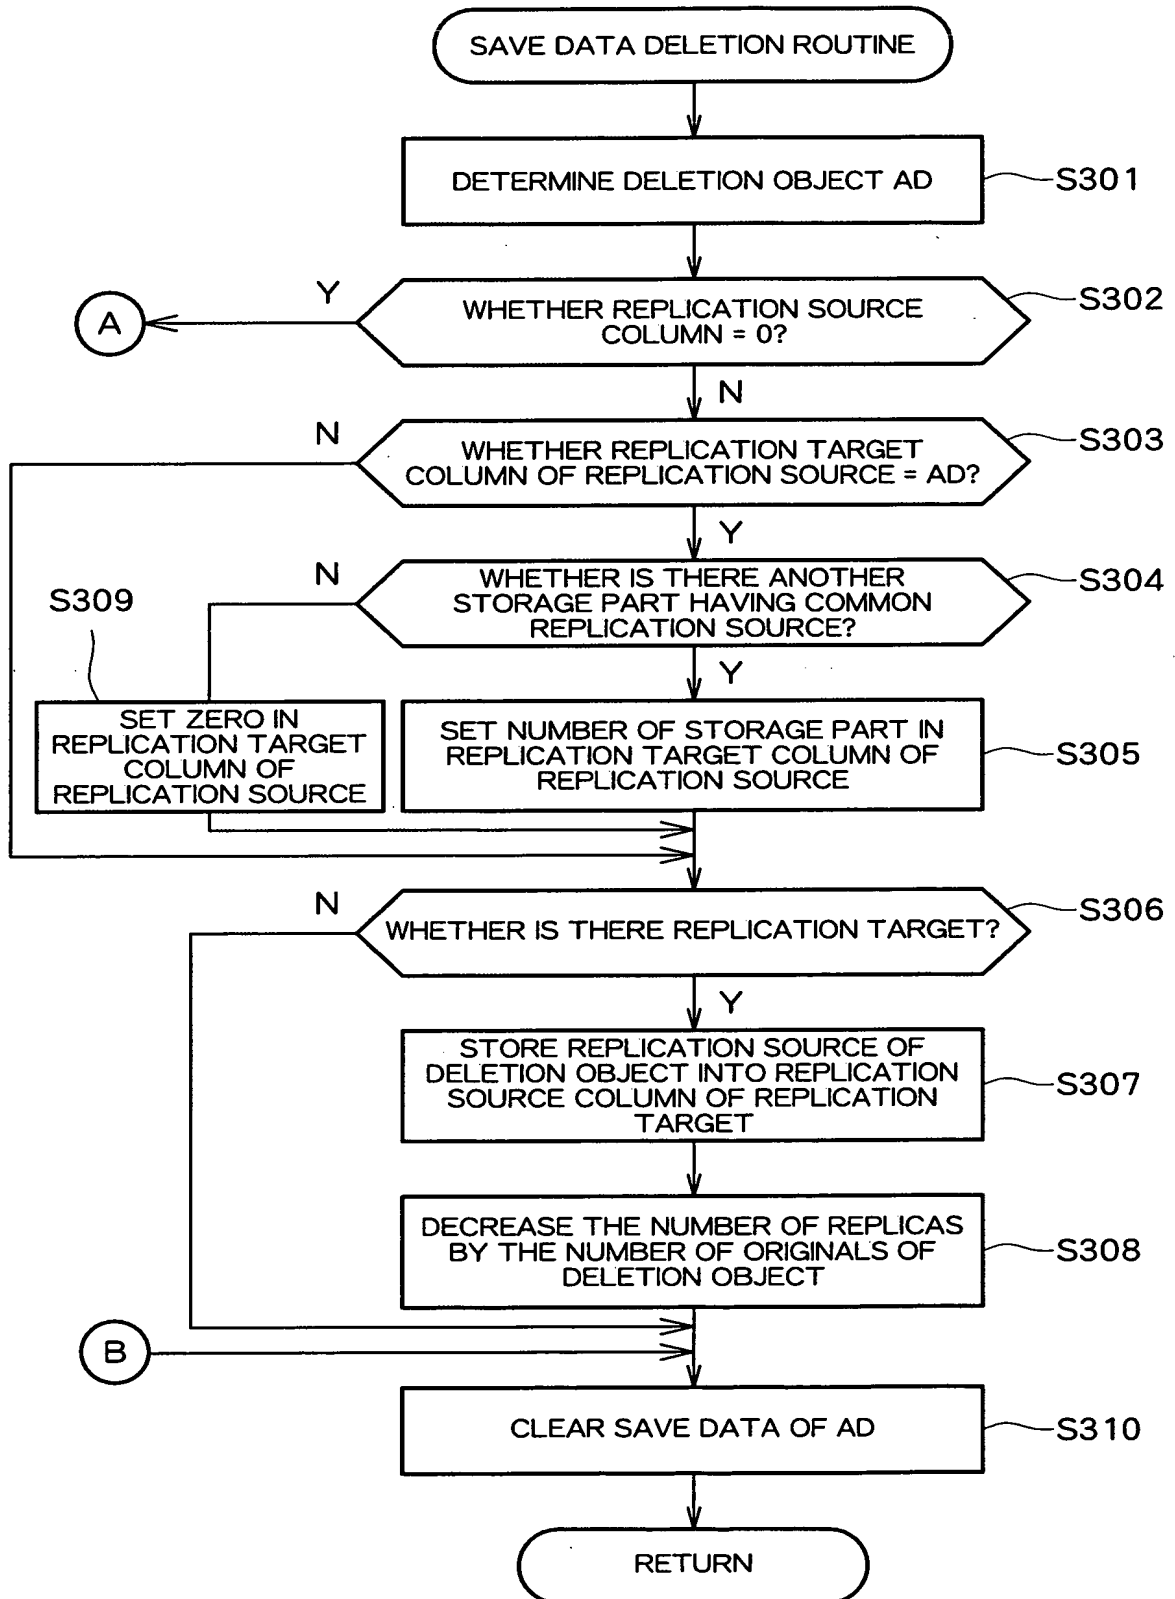 SAVE DATA DELETION ROUTINE
DETERMINE DELETION OBJECT AD
S301
Y
A
WHETHER REPLICATION SOURCE
COLUMN = 0?
S302
N
N
WHETHER REPLICATION TARGET
COLUMN OF REPLICATION SOURCE = AD?
S303
Y
N
WHETHER IS THERE ANOTHER
STORAGE PART HAVING COMMON
REPLICATION SOURCE?
S304
S309
Y
SET ZERO IN
REPLICATION TARGET
COLUMN OF
REPLICATION SOURCE
SET NUMBER OF STORAGE PART IN
REPLICATION TARGET COLUMN OF
REPLICATION SOURCE
S305
N
WHETHER IS THERE REPLICATION TARGET?
S306
Y
STORE REPLICATION SOURCE OF
DELETION OBJECT INTO REPLICATION
SOURCE COLUMN OF REPLICATION
TARGET
S307
DECREASE THE NUMBER OF REPLICAS
BY THE NUMBER OF ORIGINALS OF
DELETION OBJECT
S308
B
CLEAR SAVE DATA OF AD
S310
RETURN